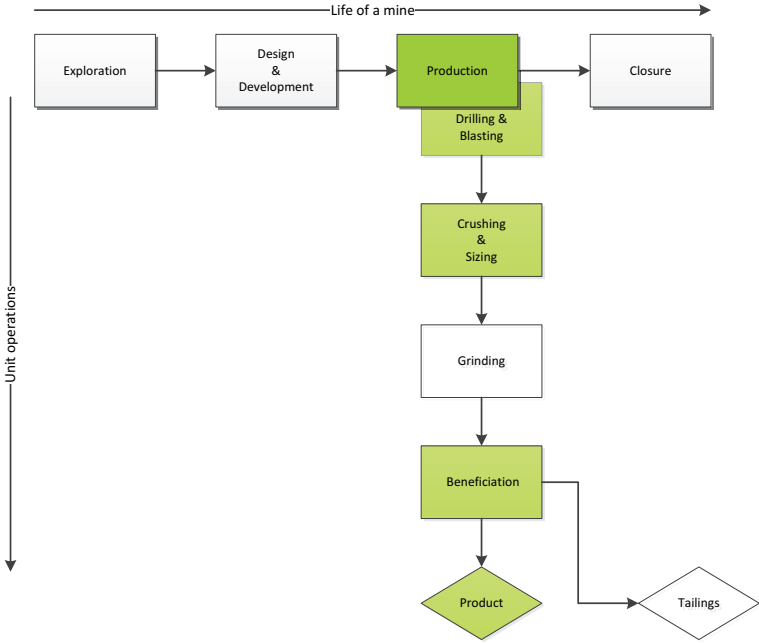 Life of a mine
Exploration
Design
&
Development
Production
Closure
Drilling &
Blasting
Crushing
&
Sizing
Unit operations
Grinding
Beneficiation
Product
Tailings